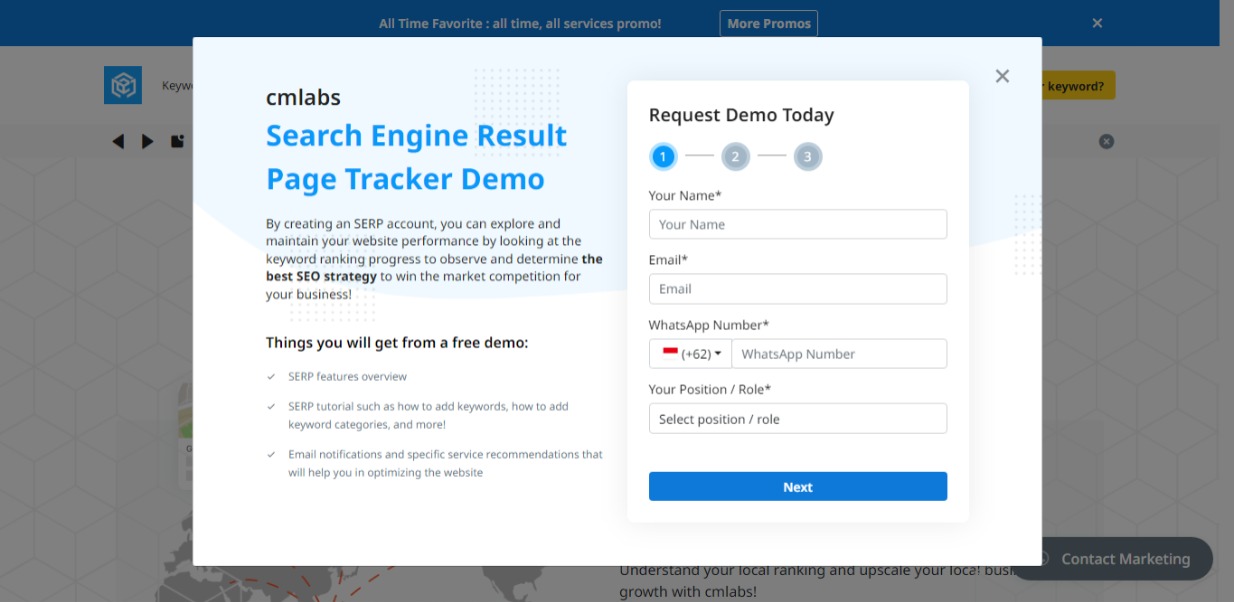 All Time Favorite : all time, all services promo!
More Promos
keyword?
cmlabs
Search Engine Result
Page Tracker Demo
By creating an SERP account, you can explore and
maintain your website performance by looking at the
keyword ranking progress to observe and determine the
best SEO strategy to win the market competition for
your business!
Things you will get from a free demo:
SERP features overview
SERP tutorial such as how to add keywords, how to add
keyword categories, and more!
Email notifications and specific service recommendations that
will help you in optimizing the website
Request Demo Today
1
2
3
Your Name*
Your Name
Email*
Email
WhatsApp Number*
(+62)
WhatsApp Number
Your Position / Role*
Select position / role
Next
Contact Marketing
Understand your local ranking and upscale your local
growth with cmlabs!